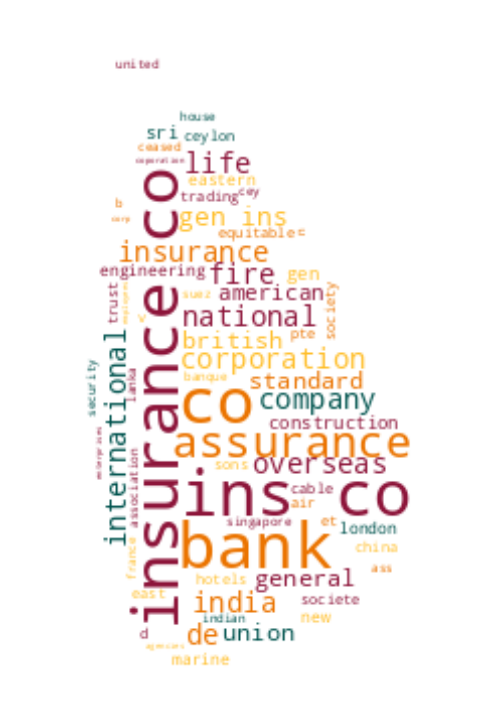 united
house
sri ceylon
ceased
coporation life
eastern
trading cey
b
corp gen ins
equitable c
insurance co
insurance
engineering fire gen
trust
employees
suez american
society
v
national
pte
british
corporation
international
security
lanka
banque standard
co company
construction
assurance
enterprises
association
sons overseas
ins co
cable
air
singapore et london
bank
china
france
ass
hotels general
east
india societe
indian new
d de union
agencies
marine